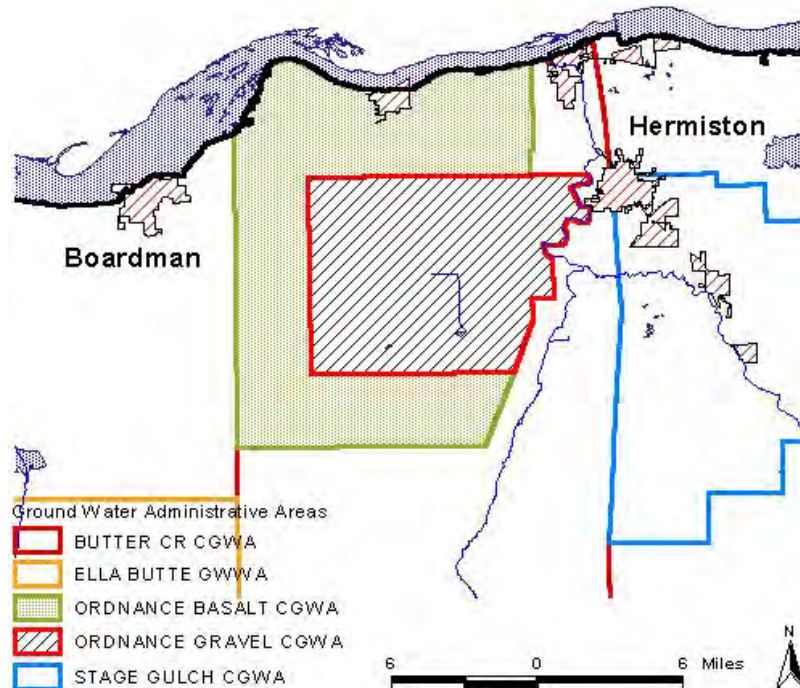 Hermiston
Boardman
Ground Water Administrative Areas
BUTTER CR CGWA
ELLA BUTTE GWWA
ORDNANCE BASALT CGWA
ORDNANCE GRAVEL CGWA
STAGE GULCH CGWA
6 0 6 Miles
N